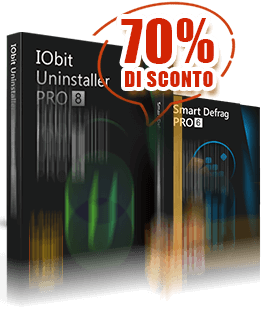 70%
DI SCONTO
IObit
Uninstaller
PRO 8
Smart Defrag
PRO 6